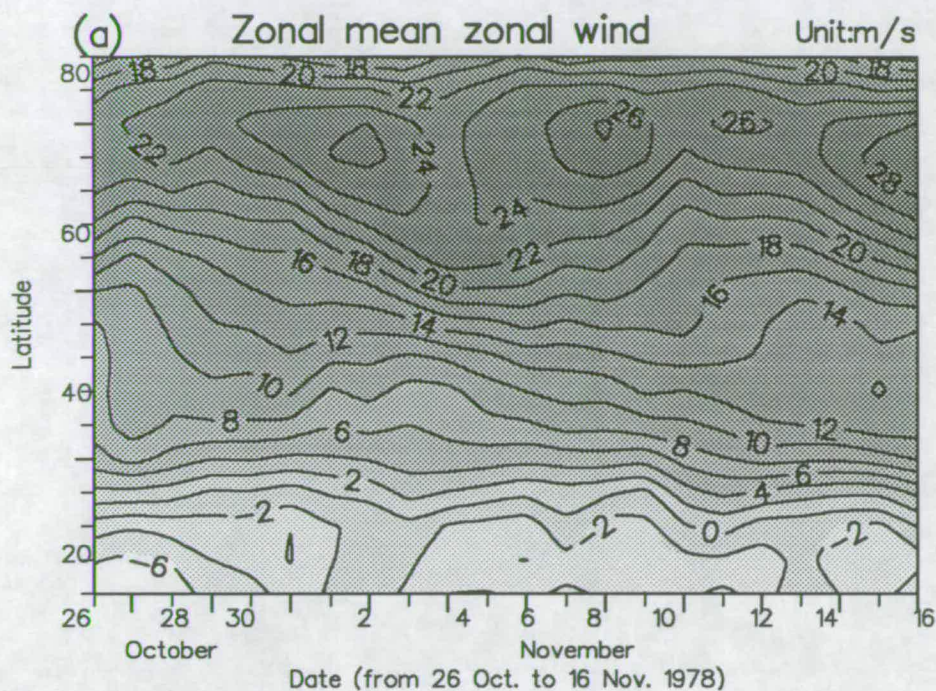 (a) Zonal mean zonal wind Unit:m/s
80
18 20 18 20 18
22
26 26
22 24 28
24
60
16 18 20 22 18 20
14 16 14
12
10
40
8 6 8 10 12
2 4 6
-2 0 -2 -2
20
-6
26 28 30 2 4 6 8 10 12 14 16
October November
Date (from 26 Oct. to 16 Nov. 1978)
Latitude